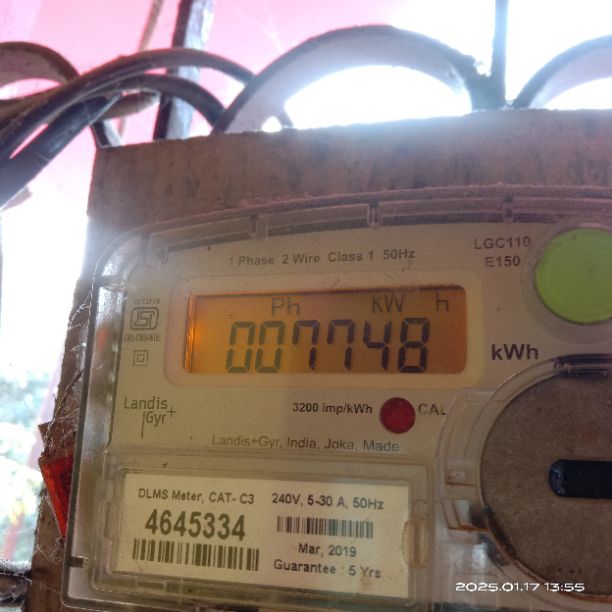 LGC110
E150
1 Phase 2 Wire Class 1 50Hz
Ph kW h
007748
kWh
Landis
Gyr+
3200 imp/kWh CAL
Landis+Gyr, India, Joka, Made
DLMS Meter, CAT- C3 240V, 5-30 A, 50Hz
4645334
Mar, 2019
Guarantee : 5 Yrs
2025.01.17 13:55